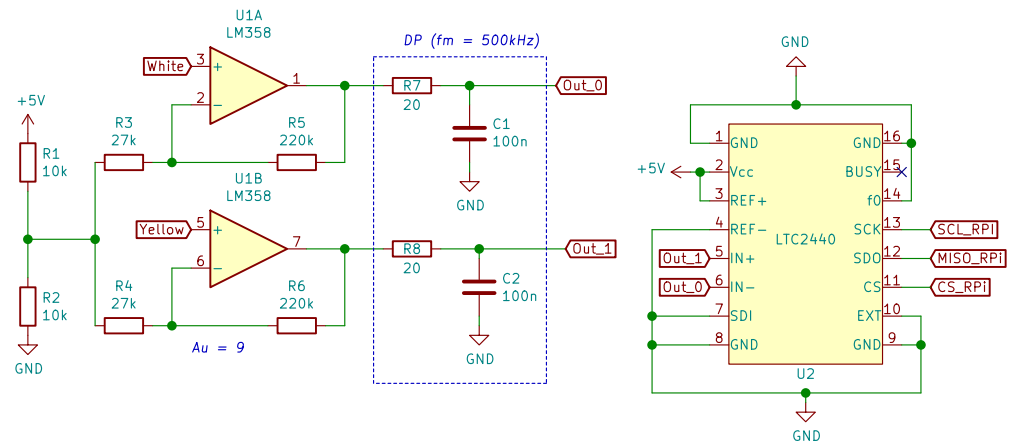 U1A
LM358
White
3
+
2
−
1
+5V
R1
10k
R3
27k
R5
220k
DP (fm = 500kHz)
R7
20
Out_0
C1
100n
GND
U1B
LM358
Yellow
5
+
6
−
7
R8
20
Out_1
C2
100n
GND
R2
10k
GND
R4
27k
R6
220k
Au = 9
GND
1 GND
GND 16
+5V
2 Vcc
BUSY 15
3 REF+
f0 14
4 REF-
SCK 13
SCL_RPI
LTC2440
Out_1
5 IN+
SDO 12
MISO_RPi
Out_0
6 IN-
CS 11
CS_RPi
7 SDI
EXT 10
8 GND
GND 9
U2
GND